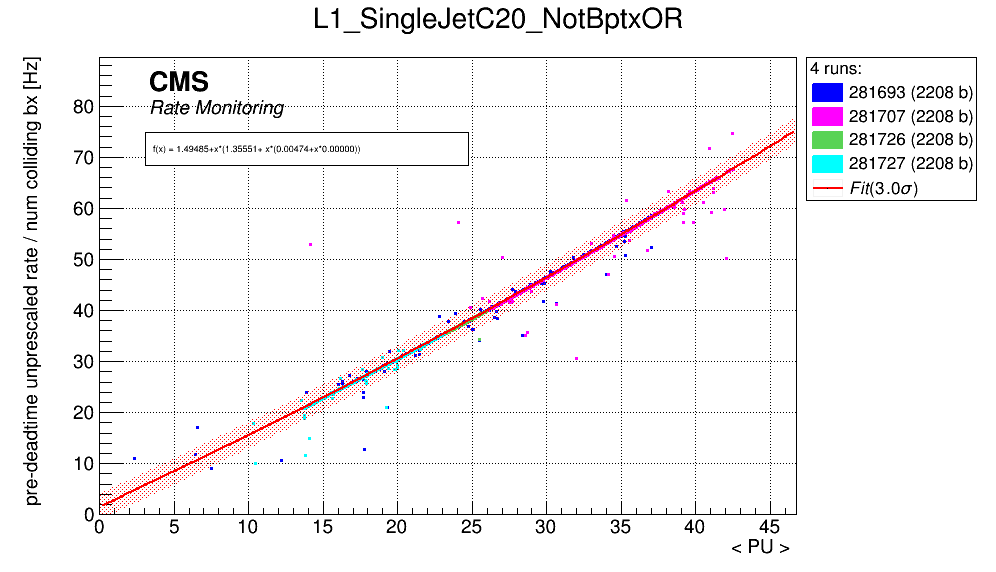 L1_SingleJetC20_NotBptxOR
pre-deadtime unprescaled rate / num colliding bx [Hz]
CMS
Rate Monitoring
f(x) = 1.49485+x*(1.35551+ x*(0.00474+x*0.00000))
4 runs:
281693 (2208 b)
281707 (2208 b)
281726 (2208 b)
281727 (2208 b)
Fit(3.0σ)
80
70
60
50
40
30
20
10
0
0 5 10 15 20 25 30 35 40 45
< PU >